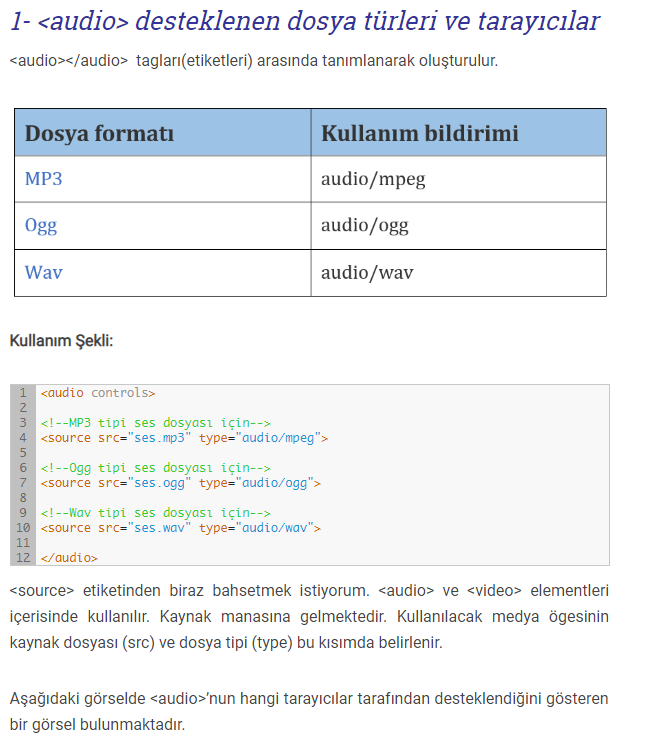 1- <audio> desteklenen dosya türleri ve tarayıcılar
<audio></audio> tagları(etiketleri) arasında tanımlanarak oluşturulur.
Dosya formatı Kullanım bildirimi
MP3 audio/mpeg
Ogg audio/ogg
Wav audio/wav
Kullanım Şekli:
1 <audio controls>
2
3 <!--MP3 tipi ses dosyası için-->
4 <source src="ses.mp3" type="audio/mpeg">
5
6 <!--Ogg tipi ses dosyası için-->
7 <source src="ses.ogg" type="audio/ogg">
8
9 <!--Wav tipi ses dosyası için-->
10 <source src="ses.wav" type="audio/wav">
11
12 </audio>
<source> etiketinden biraz bahsetmek istiyorum. <audio> ve <video> elementleri
içerisinde kullanılır. Kaynak manasına gelmektedir. Kullanılacak medya ögesinin
kaynak dosyası (src) ve dosya tipi (type) bu kısımda belirlenir.
Aşağıdaki görselde <audio>’nun hangi tarayıcılar tarafından desteklendiğini gösteren
bir görsel bulunmaktadır.